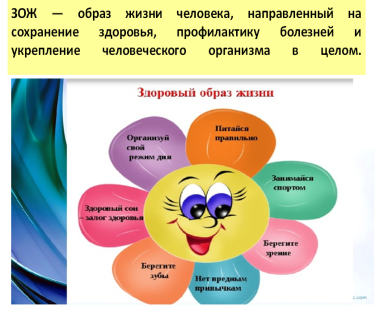 ЗОЖ — образ жизни человека, направленный на
сохранение здоровья, профилактику болезней и
укрепление человеческого организма в целом.
Здоровый образ жизни
Питайся
правильно
Организуй
свой
режим дня
Занимайся
спортом
Здоровый сон
– залог здоровья
Берегите
зрение
Берегите
зубы
Нет вредным
привычкам